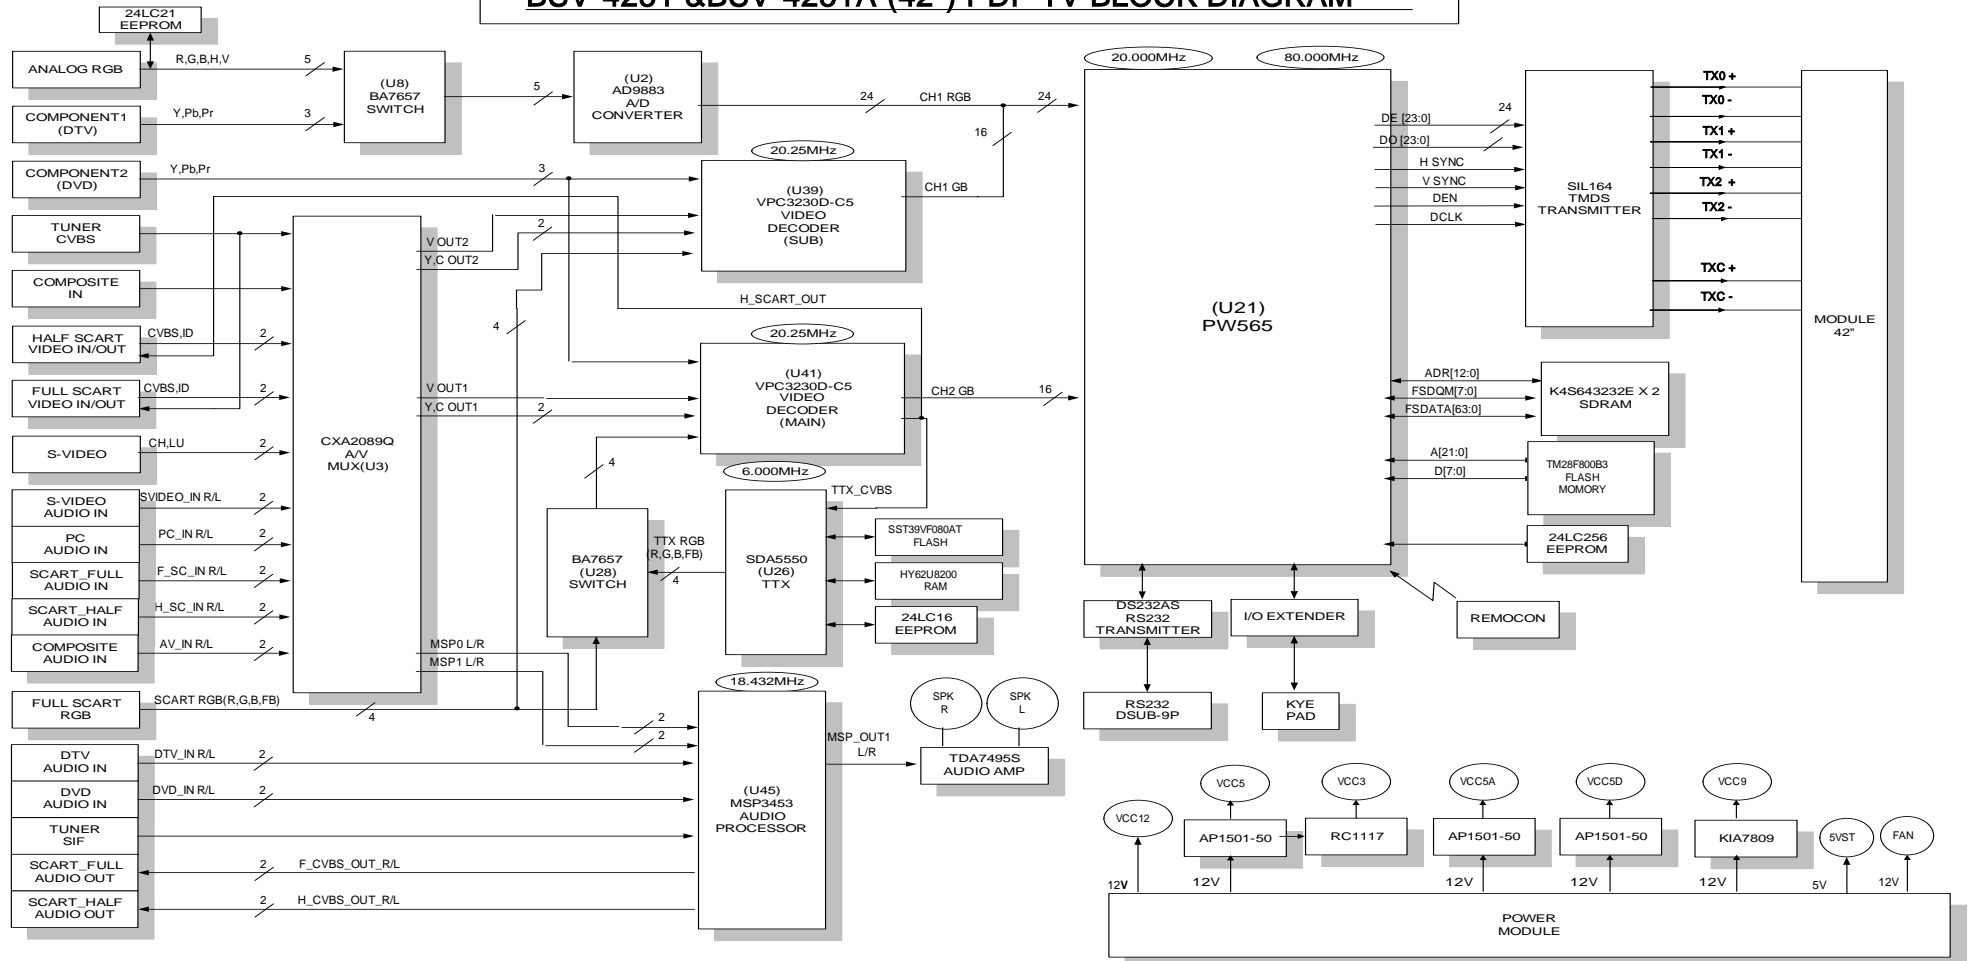 24LC21
EEPROM
ANALOG RGB
R,G,B,H,V
5
(U8)
BA7657
SWITCH
5
(U2)
AD9883
A/D
CONVERTER
24
CH1 RGB
24
16
20.000MHz
80.000MHz
COMPONENT1
(DTV)
Y,Pb,Pr
3
COMPONENT2
(DVD)
Y,Pb,Pr
3
20.25MHz
(U39)
VPC3230D-C5
VIDEO
DECODER
(SUB)
CH1 GB
TUNER
CVBS
COMPOSITE
IN
HALF SCART
VIDEO IN/OUT
CVBS,ID
2
FULL SCART
VIDEO IN/OUT
CVBS,ID
2
S-VIDEO
CH,LU
2
S-VIDEO
AUDIO IN
SVIDEO_IN R/L
2
PC
AUDIO IN
PC_IN R/L
2
SCART_FULL
AUDIO IN
F_SC_IN R/L
2
SCART_HALF
AUDIO IN
H_SC_IN R/L
2
COMPOSITE
AUDIO IN
AV_IN R/L
2
CXA2089Q
A/V
MUX(U3)
V OUT2
Y,C OUT2
2
H_SCART_OUT
4
20.25MHz
(U41)
VPC3230D-C5
VIDEO
DECODER
(MAIN)
V OUT1
Y,C OUT1
2
CH2 GB
16
4
6.000MHz
TTX_CVBS
BA7657
(U28)
SWITCH
TTX RGB
(R,G,B,FB)
4
SDA5550
(U26)
TTX
SST39VF080AT
FLASH
HY62U8200
RAM
24LC16
EEPROM
MSP0 L/R
MSP1 L/R
FULL SCART
RGB
SCART RGB(R,G,B,FB)
4
18.432MHz
2
2
DTV
AUDIO IN
DTV_IN R/L
2
DVD
AUDIO IN
DVD_IN R/L
2
TUNER
SIF
SCART_FULL
AUDIO OUT
2
F_CVBS_OUT_R/L
SCART_HALF
AUDIO OUT
2
H_CVBS_OUT_R/L
(U45)
MSP3453
AUDIO
PROCESSOR
MSP_OUT1
L/R
SPK
R
SPK
L
TDA7495S
AUDIO AMP
(U21)
PW565
DE [23:0]
24
DO [23:0]
H SYNC
V SYNC
DEN
DCLK
SIL164
TMDS
TRANSMITTER
TX0 +
TX0 -
TX1 +
TX1 -
TX2 +
TX2 -
TXC +
TXC -
MODULE
42"
ADR[12:0]
FSDQM[7:0]
FSDATA[63:0]
K4S643232E X 2
SDRAM
A[21:0]
D[7:0]
TM28F800B3
FLASH
MOMORY
24LC256
EEPROM
DS232AS
RS232
TRANSMITTER
I/O EXTENDER
REMOCON
RS232
DSUB-9P
KYE
PAD
VCC12
VCC5
VCC3
VCC5A
VCC5D
VCC9
5VST
FAN
AP1501-50
RC1117
AP1501-50
AP1501-50
KIA7809
12V
12V
12V
12V
12V
5V
12V
POWER
MODULE